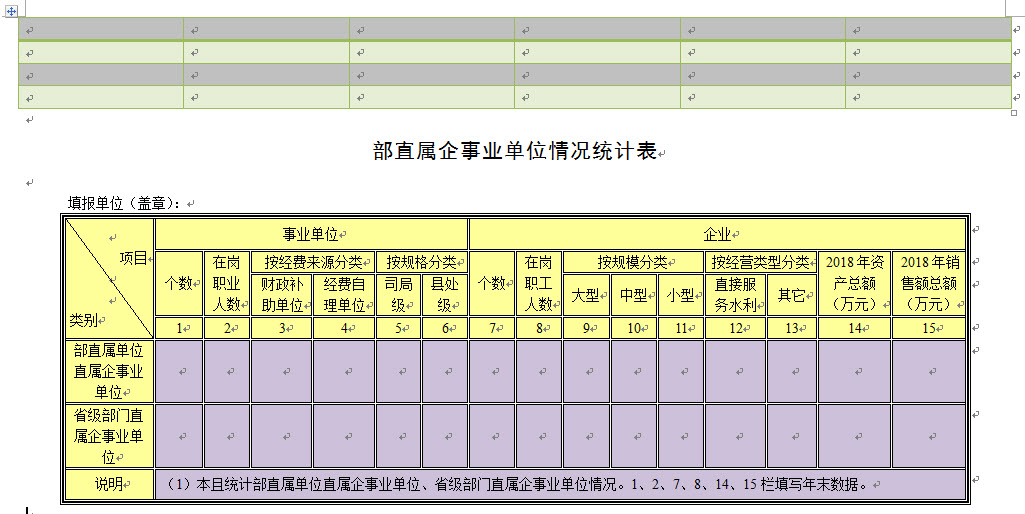 部直属企事业单位情况统计表
填报单位（盖章）：
项目
类别
事业单位
企业
个数
在岗
职业
人数
按经费来源分类
按规格分类
个数
在岗
职工
人数
按规模分类
按经营类型分类
2018年资
产总额
（万元）
2018年销
售额总额
（万元）
财政补
助单位
经费自
理单位
司局
级
县处
级
大型
中型
小型
直接服
务水利
其它
1 2 3 4 5 6 7 8 9 10 11 12 13 14 15
部直属单位
直属企事业
单位
省级部门直
属企事业单
位
说明
（1）本且统计部直属单位直属企事业单位、省级部门直属企事业单位情况。1、2、7、8、14、15栏填写年末数据。